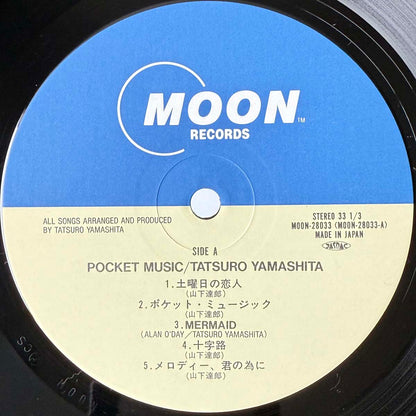 MOON™
RECORDS
ALL SONGS ARRANGED AND PRODUCED
BY TATSURO YAMASHITA
STEREO 33 1/3
MOON-28033 (MOON-28033-A)
MADE IN JAPAN
JASRAC
SIDE A
POCKET MUSIC/TATSURO YAMASHITA
1.土曜日の恋人
(山下達郎)
2.ポケット・ミュージック
(山下達郎)
3.MERMAID
(ALAN O'DAY/TATSURO YAMASHITA)
4.十字路
(山下達郎)
5.メロディー、君の為に
(山下達郎)